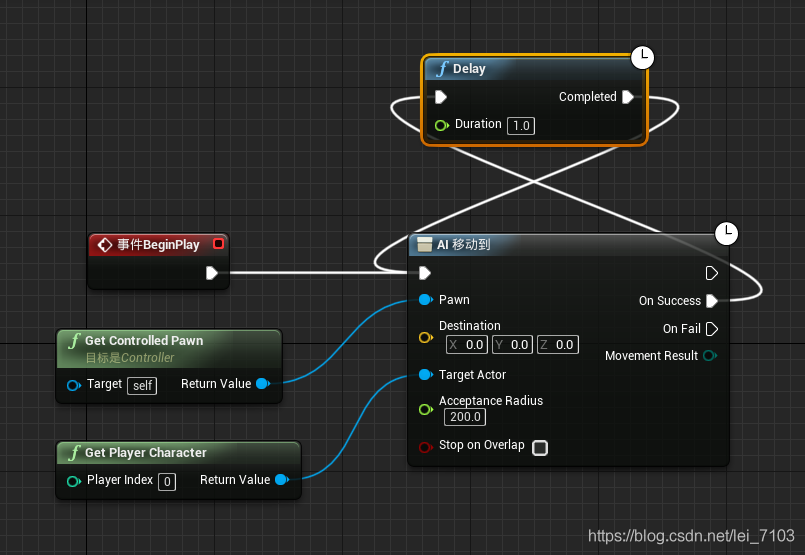 Delay
Completed
Duration 1.0
事件BeginPlay
AI 移动到
Pawn
On Success
Destination
X 0.0 Y 0.0 Z 0.0
On Fail
Movement Result
Target Actor
Acceptance Radius
200.0
Stop on Overlap
Get Controlled Pawn
目标是Controller
Target self Return Value
Get Player Character
Player Index 0 Return Value
https://blog.csdn.net/lei_7103